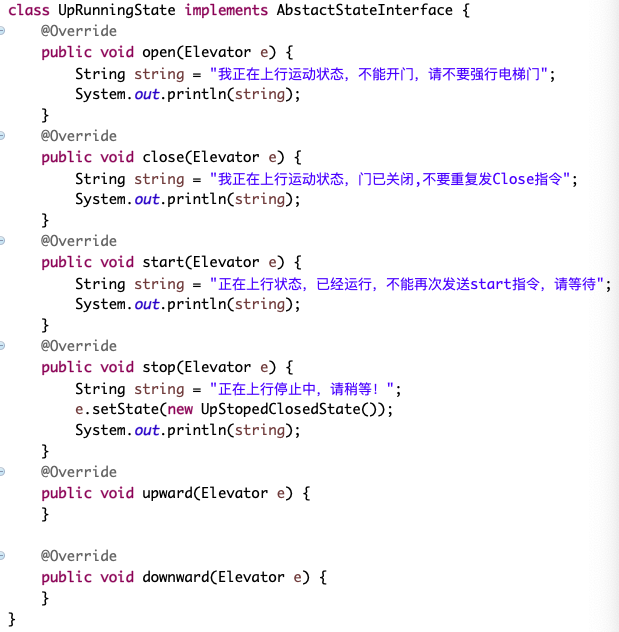 class UpRunningState implements AbstactStateInterface {
    @Override
    public void open(Elevator e) {
        String string = "我正在上行运动状态，不能开门，请不要强行电梯门";
        System.out.println(string);
    }
    @Override
    public void close(Elevator e) {
        String string = "我正在上行运动状态，门已关闭,不要重复发Close指令";
        System.out.println(string);
    }
    @Override
    public void start(Elevator e) {
        String string = "正在上行状态，已经运行，不能再次发送start指令，请等待";
        System.out.println(string);
    }
    @Override
    public void stop(Elevator e) {
        String string = "正在上行停止中，请稍等！";
        e.setState(new UpStopedClosedState());
        System.out.println(string);
    }
    @Override
    public void upward(Elevator e) {
    }

    @Override
    public void downward(Elevator e) {
    }
}